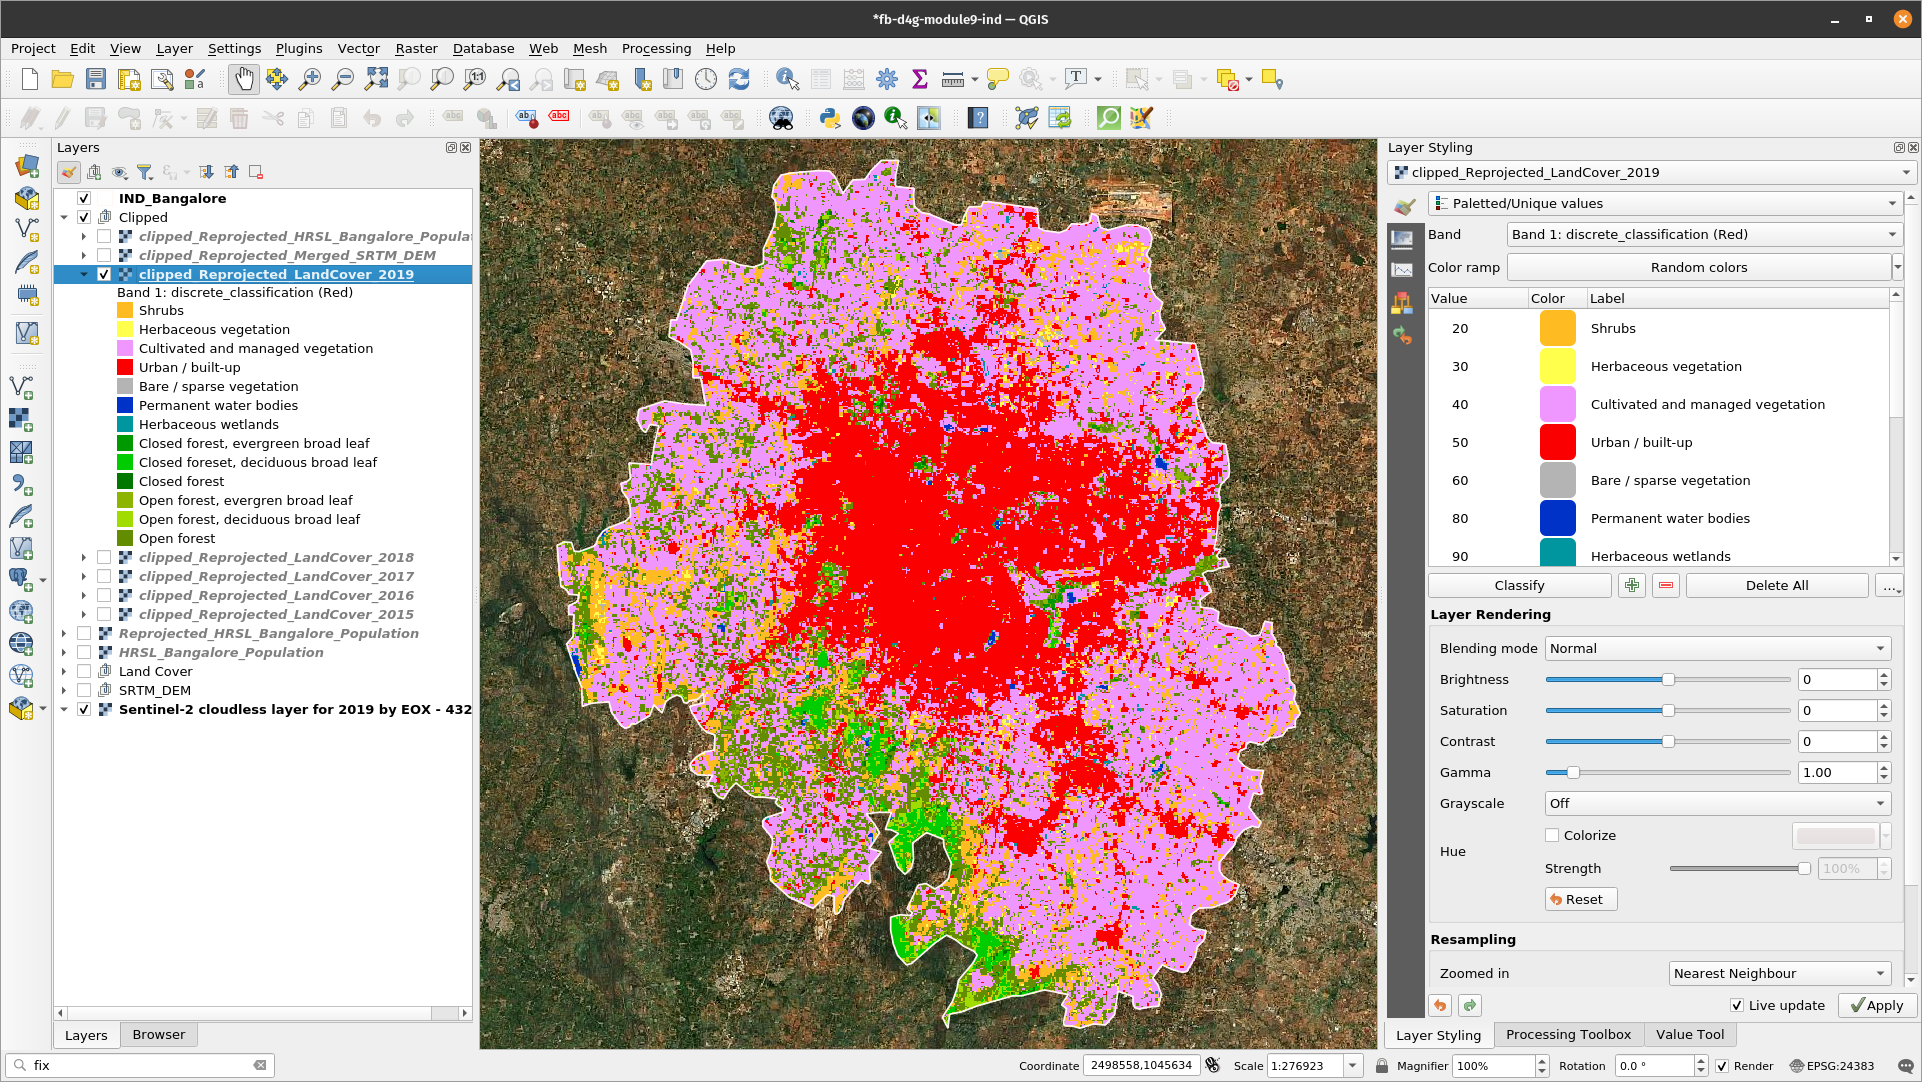 *fb-d4g-module9-ind — QGIS
Project Edit View Layer Settings Plugins Vector Raster Database Web Mesh Processing Help
Layers
IND_Bangalore
Clipped
clipped_Reprojected_HRSL_Bangalore_Popula
clipped_Reprojected_Merged_SRTM_DEM
clipped_Reprojected_LandCover_2019
Band 1: discrete_classification (Red)
Shrubs
Herbaceous vegetation
Cultivated and managed vegetation
Urban / built-up
Bare / sparse vegetation
Permanent water bodies
Herbaceous wetlands
Closed forest, evergreen broad leaf
Closed foreset, deciduous broad leaf
Closed forest
Open forest, evergren broad leaf
Open forest, deciduous broad leaf
Open forest
clipped_Reprojected_LandCover_2018
clipped_Reprojected_LandCover_2017
clipped_Reprojected_LandCover_2016
clipped_Reprojected_LandCover_2015
Reprojected_HRSL_Bangalore_Population
HRSL_Bangalore_Population
Land Cover
SRTM_DEM
Sentinel-2 cloudless layer for 2019 by EOX - 432
Layers Browser
Layer Styling
clipped_Reprojected_LandCover_2019
Paletted/Unique values
Band Band 1: discrete_classification (Red)
Color ramp Random colors
Value Color Label
20 Shrubs
30 Herbaceous vegetation
40 Cultivated and managed vegetation
50 Urban / built-up
60 Bare / sparse vegetation
80 Permanent water bodies
90 Herbaceous wetlands
Classify Delete All ...
Layer Rendering
Blending mode Normal
Brightness 0
Saturation 0
Contrast 0
Gamma 1.00
Grayscale Off
Hue Colorize
Strength 100%
Reset
Resampling
Zoomed in Nearest Neighbour
Live update Apply
Layer Styling Processing Toolbox Value Tool
fix Coordinate 2498558,1045634 Scale 1:276923 Magnifier 100% Rotation 0.0 ° Render EPSG:24383